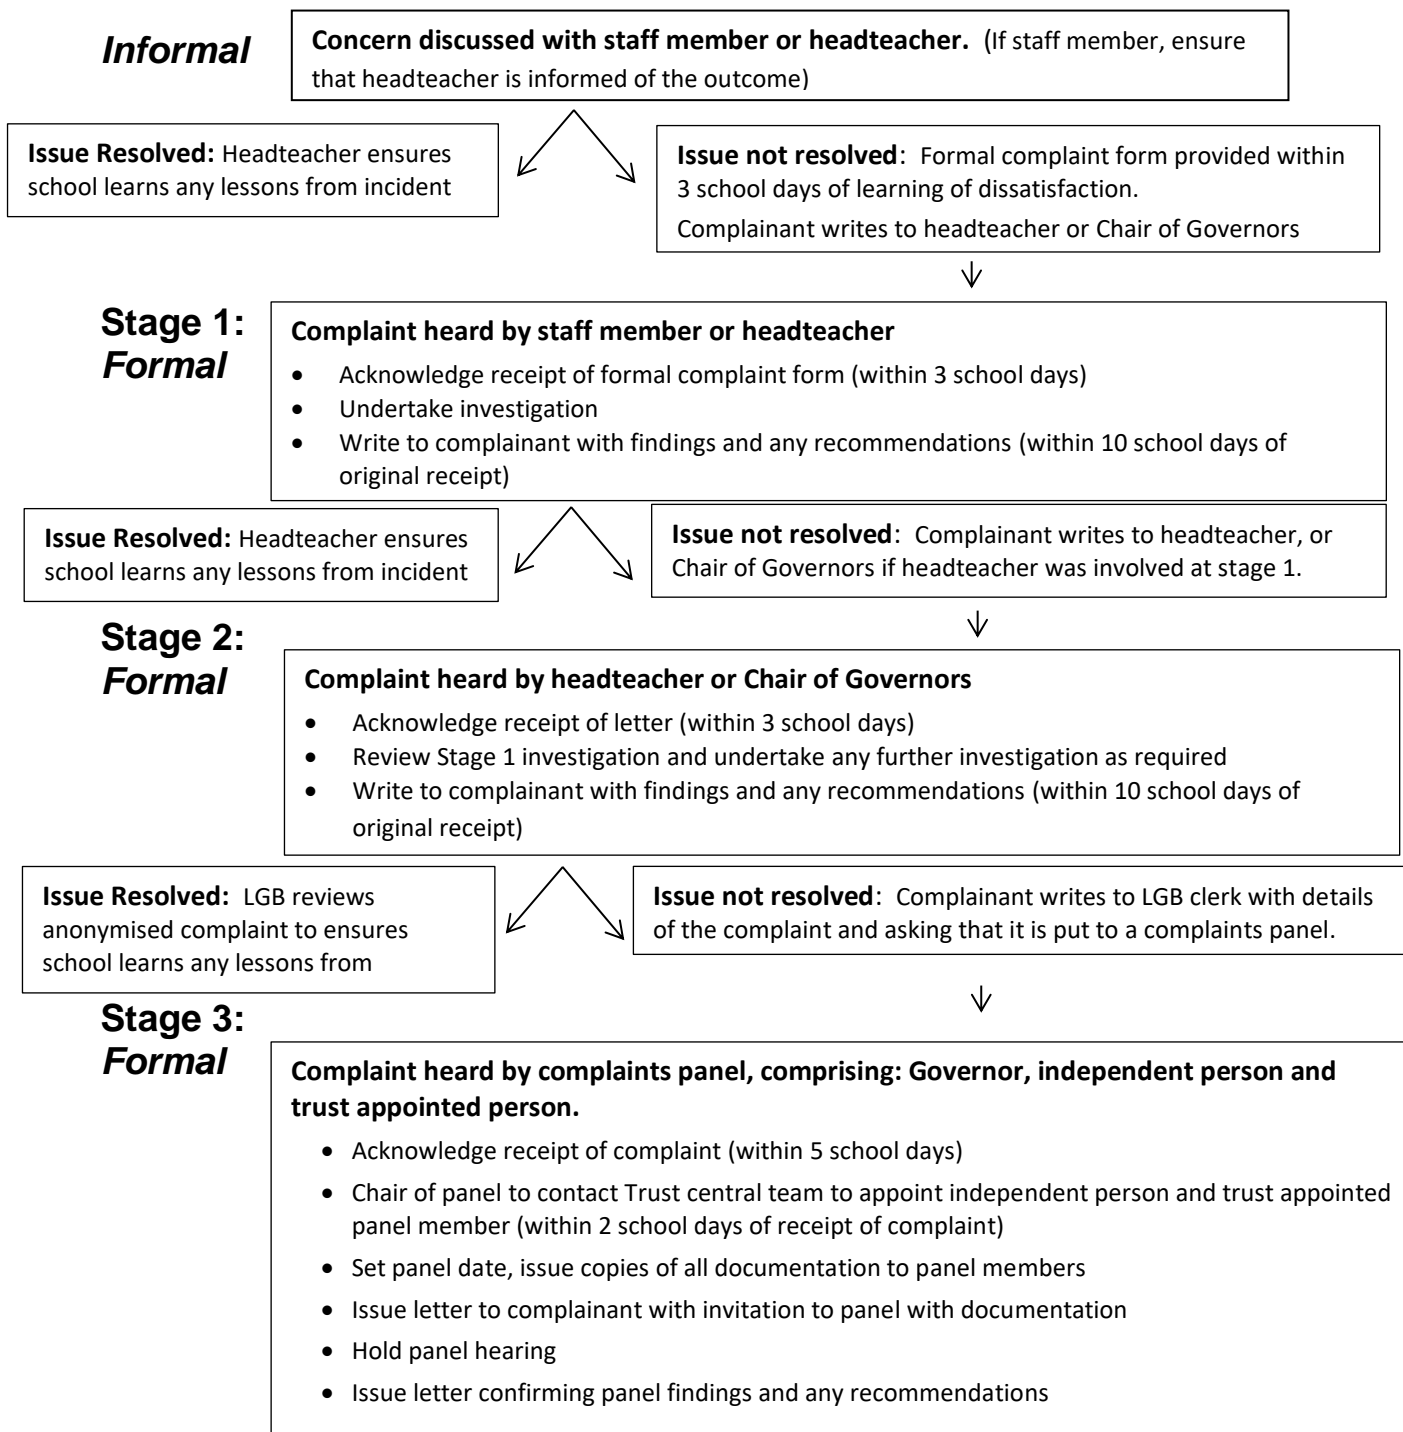 Informal
Concern discussed with staff member or headteacher. (If staff member, ensure
that headteacher is informed of the outcome)
Issue Resolved: Headteacher ensures
school learns any lessons from incident
Issue not resolved: Formal complaint form provided within
3 school days of learning of dissatisfaction.
Complainant writes to headteacher or Chair of Governors
Stage 1:
Formal
Complaint heard by staff member or headteacher
• Acknowledge receipt of formal complaint form (within 3 school days)
• Undertake investigation
• Write to complainant with findings and any recommendations (within 10 school days of
original receipt)
Issue Resolved: Headteacher ensures
school learns any lessons from incident
Issue not resolved: Complainant writes to headteacher, or
Chair of Governors if headteacher was involved at stage 1.
Stage 2:
Formal
Complaint heard by headteacher or Chair of Governors
• Acknowledge receipt of letter (within 3 school days)
• Review Stage 1 investigation and undertake any further investigation as required
• Write to complainant with findings and any recommendations (within 10 school days of
original receipt)
Issue Resolved: LGB reviews
anonymised complaint to ensures
school learns any lessons from
Issue not resolved: Complainant writes to LGB clerk with details
of the complaint and asking that it is put to a complaints panel.
Stage 3:
Formal
Complaint heard by complaints panel, comprising: Governor, independent person and
trust appointed person.
• Acknowledge receipt of complaint (within 5 school days)
• Chair of panel to contact Trust central team to appoint independent person and trust appointed
panel member (within 2 school days of receipt of complaint)
• Set panel date, issue copies of all documentation to panel members
• Issue letter to complainant with invitation to panel with documentation
• Hold panel hearing
• Issue letter confirming panel findings and any recommendations